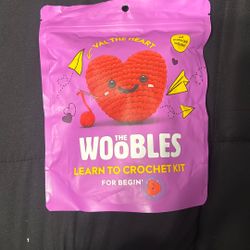 VAL THE HEART
THE
WOOBLES
LEARN TO CROCHET KIT
FOR BEGIN